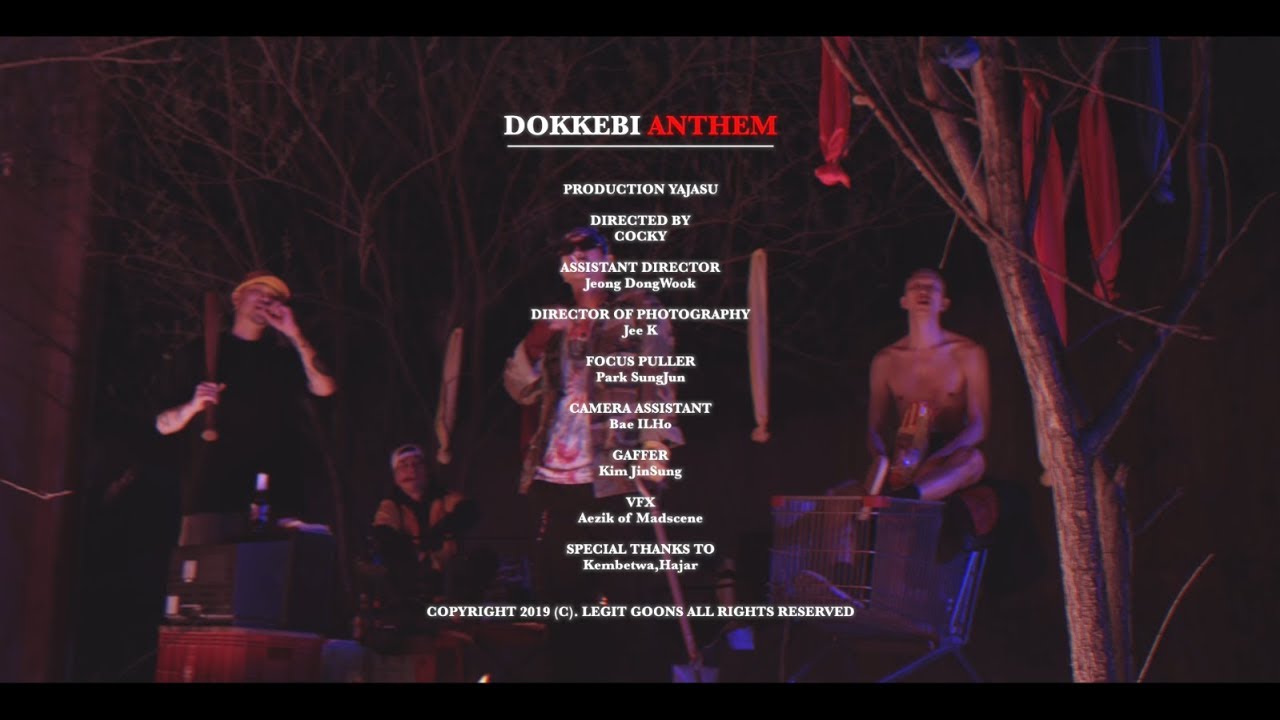 DOKKEBI ANTHEM
PRODUCTION YAJASU
DIRECTED BY
COCKY
ASSISTANT DIRECTOR
Jeong DongWook
DIRECTOR OF PHOTOGRAPHY
Jee K
FOCUS PULLER
Park SungJun
CAMERA ASSISTANT
Bae ILHo
GAFFER
Kim JinSung
VFX
Aezik of Madscene
SPECIAL THANKS TO
Kembetwa,Hajar
COPYRIGHT 2019 (C). LEGIT GOONS ALL RIGHTS RESERVED